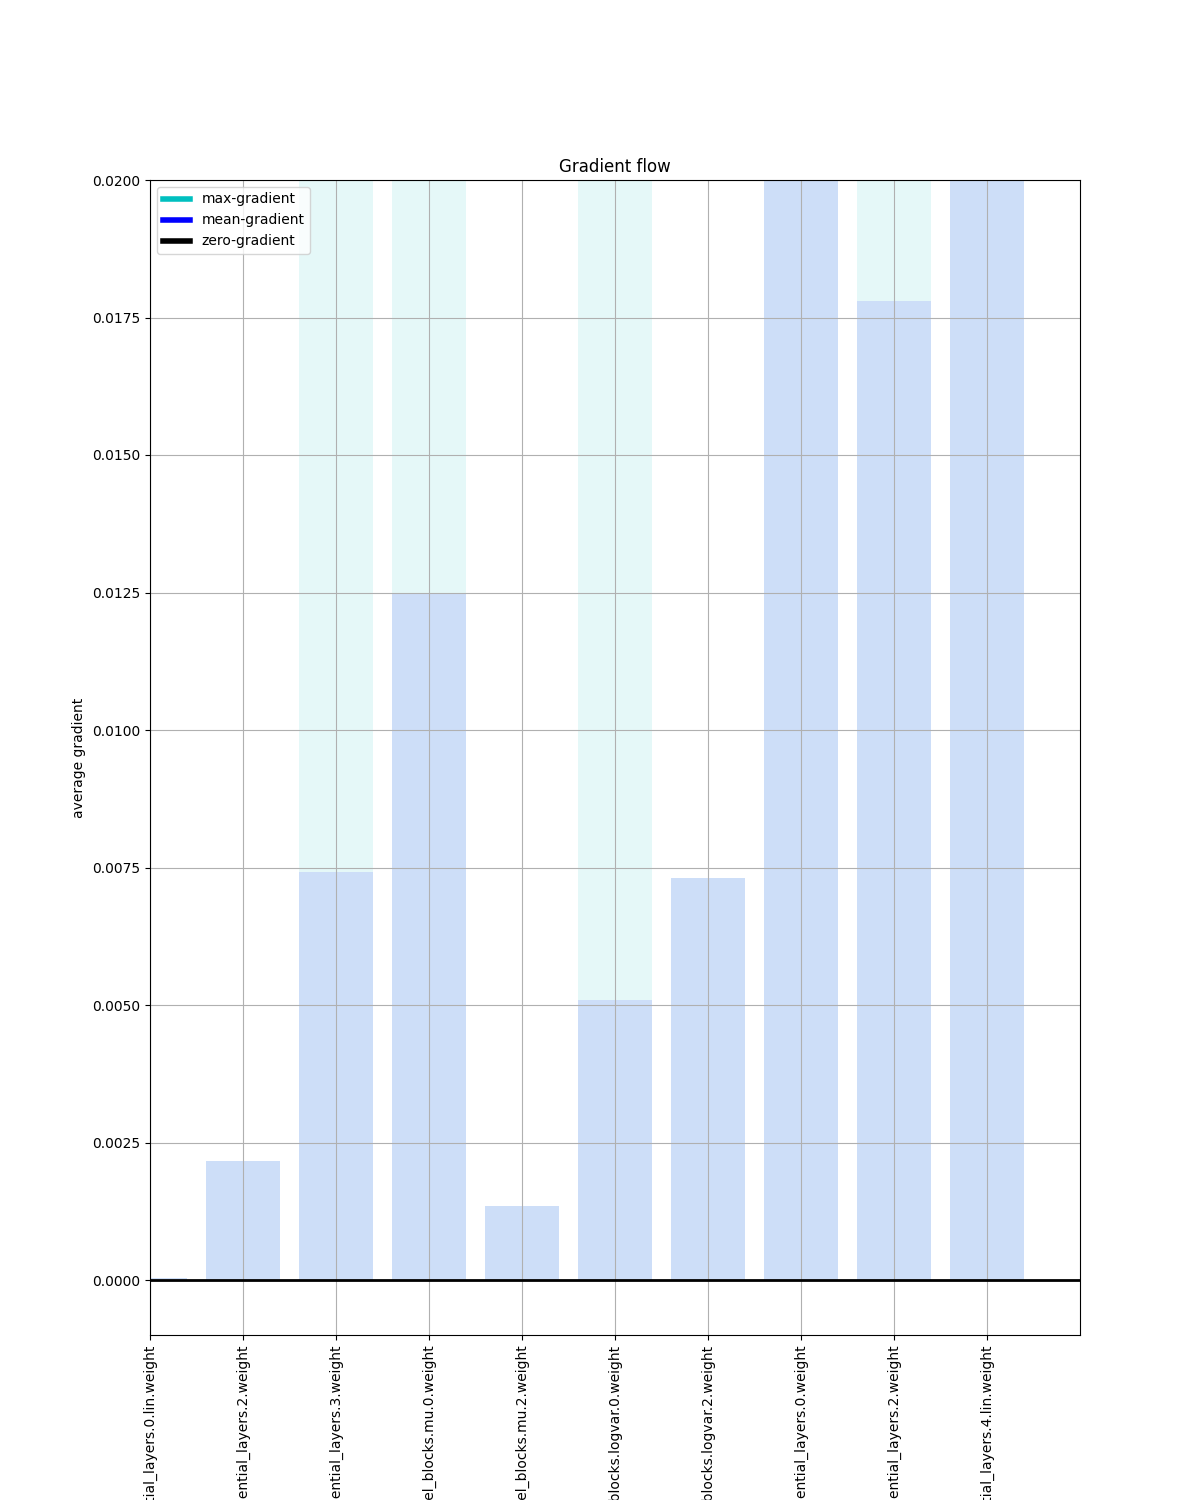 Gradient flow
max-gradient
mean-gradient
zero-gradient
0.0200
0.0175
0.0150
0.0125
0.0100
0.0075
0.0050
0.0025
0.0000
average gradient
tial_layers.0.lin.weight
ential_layers.2.weight
ential_layers.3.weight
el_blocks.mu.0.weight
el_blocks.mu.2.weight
blocks.logvar.0.weight
blocks.logvar.2.weight
ential_layers.0.weight
ential_layers.2.weight
tial_layers.4.lin.weight